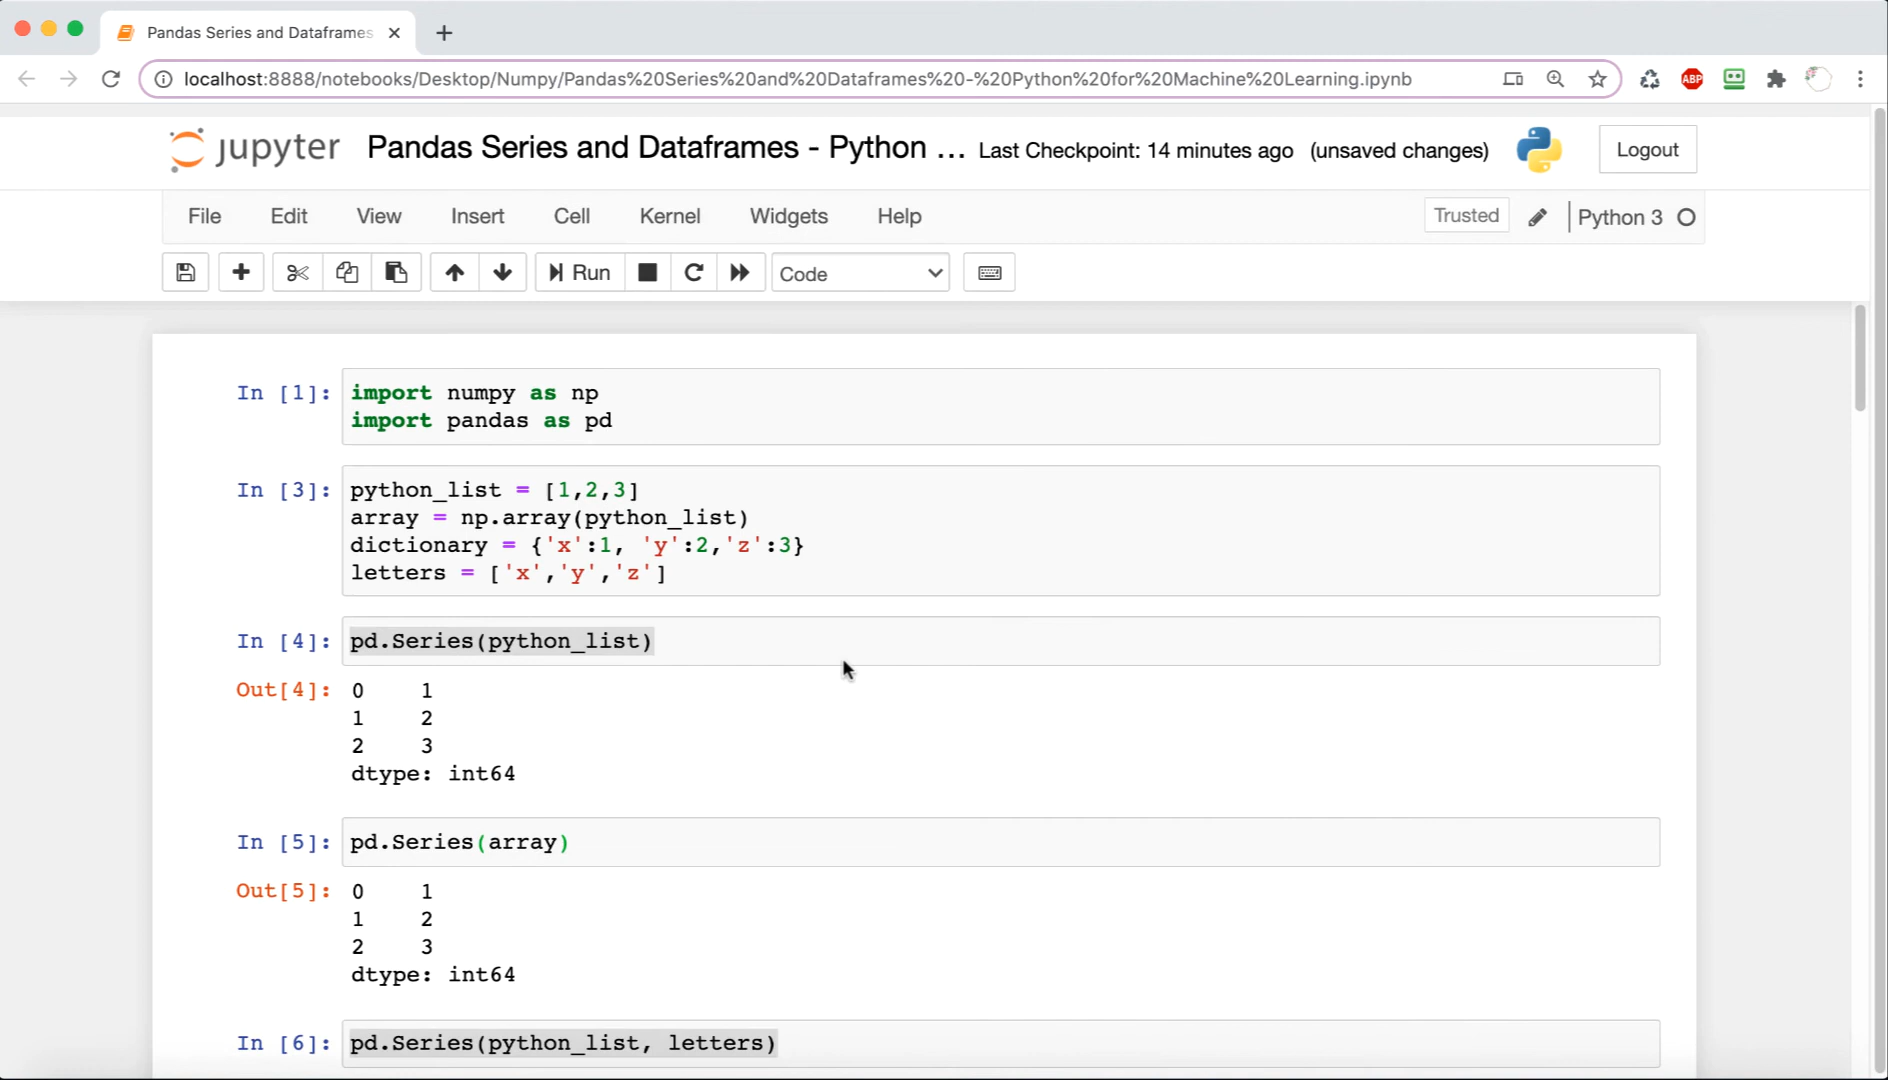 Pandas Series and Dataframes
localhost:8888/notebooks/Desktop/Numpy/Pandas%20Series%20and%20Dataframes%20-%20Python%20for%20Machine%20Learning.ipynb
ABP
jupyter Pandas Series and Dataframes - Python ... Last Checkpoint: 14 minutes ago (unsaved changes) Logout
File Edit View Insert Cell Kernel Widgets Help Trusted Python 3
Run Code
In [1]: import numpy as np
import pandas as pd
In [3]: python_list = [1,2,3]
array = np.array(python_list)
dictionary = {'x':1, 'y':2,'z':3}
letters = ['x','y','z']
In [4]: pd.Series(python_list)
Out[4]: 0 1
1 2
2 3
dtype: int64
In [5]: pd.Series(array)
Out[5]: 0 1
1 2
2 3
dtype: int64
In [6]: pd.Series(python_list, letters)